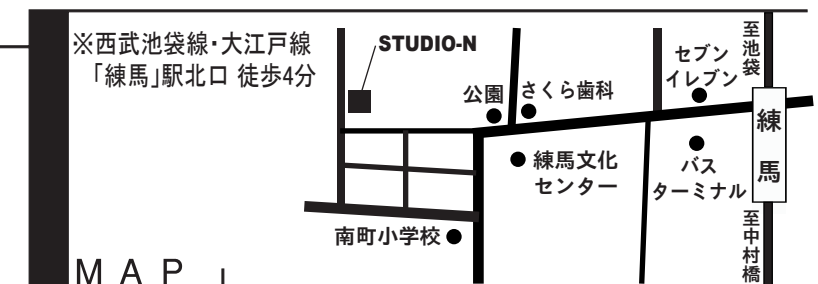 ※西武池袋線・大江戸線
「練馬」駅北口 徒歩4分
STUDIO-N
公園
さくら歯科
セブン
イレブン
至池袋
練馬
練馬文化
センター
バス
ターミナル
南町小学校
至中村橋
MAP